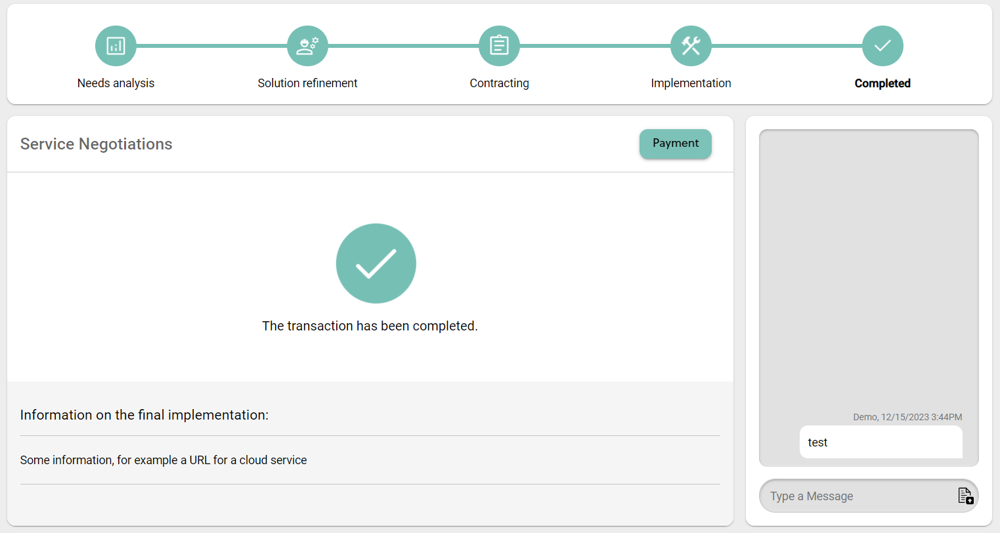 Needs analysis
Solution refinement
Contracting
Implementation
Completed
Service Negotiations
Payment
The transaction has been completed.
Information on the final implementation:
Some information, for example a URL for a cloud service
Demo, 12/15/2023 3:44PM
test
Type a Message